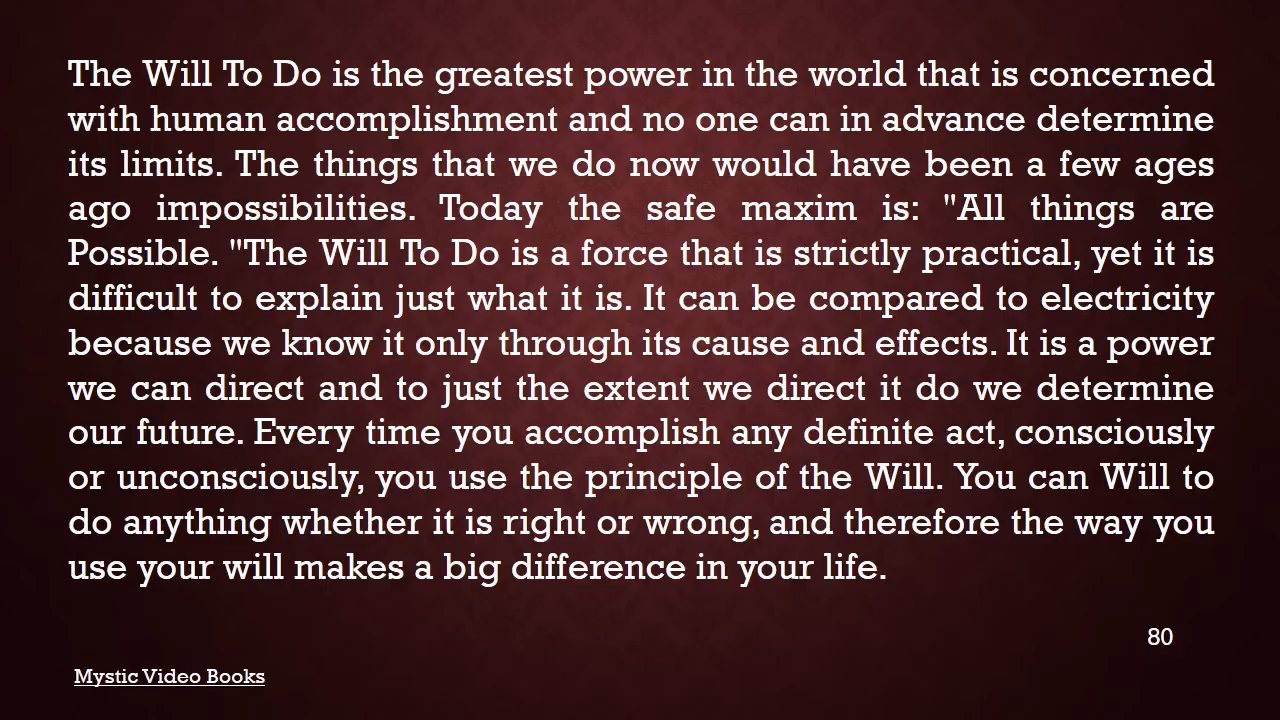 The Will To Do is the greatest power in the world that is concerned
with human accomplishment and no one can in advance determine
its limits. The things that we do now would have been a few ages
ago impossibilities. Today the safe maxim is: "All things are
Possible. "The Will To Do is a force that is strictly practical, yet it is
difficult to explain just what it is. It can be compared to electricity
because we know it only through its cause and effects. It is a power
we can direct and to just the extent we direct it do we determine
our future. Every time you accomplish any definite act, consciously
or unconsciously, you use the principle of the Will. You can Will to
do anything whether it is right or wrong, and therefore the way you
use your will makes a big difference in your life.
80
Mystic Video Books